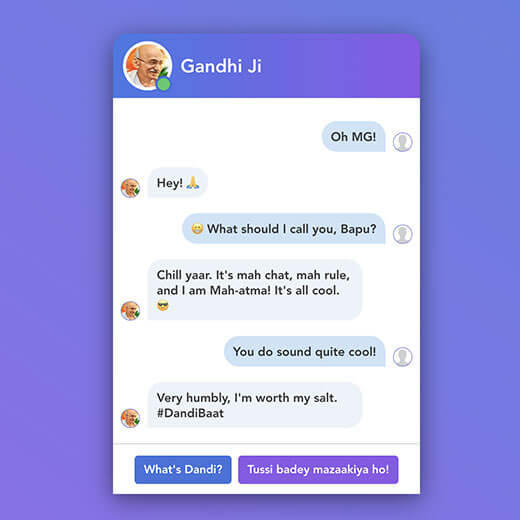 Gandhi Ji
Oh MG!
Hey! 🙏
😁 What should I call you, Bapu?
Chill yaar. It's mah chat, mah rule,
and I am Mah-atma! It's all cool.
😎
You do sound quite cool!
Very humbly, I'm worth my salt.
#DandiBaat
What's Dandi?
Tussi badey mazaakiya ho!